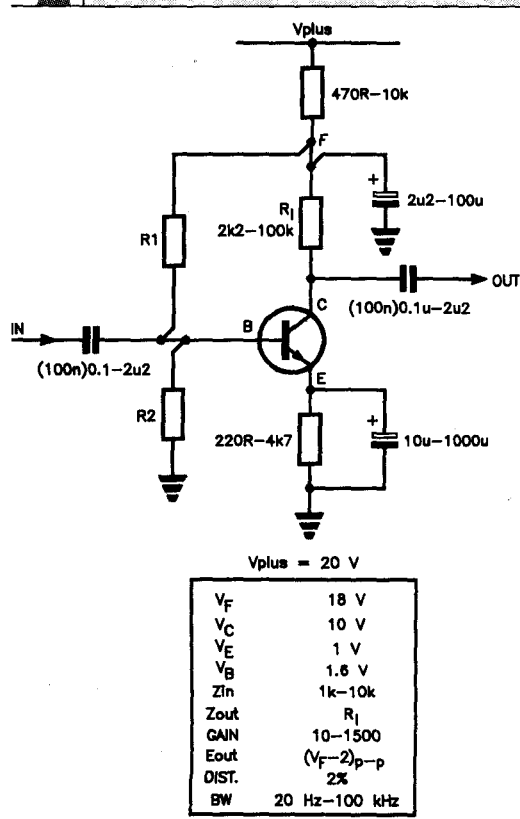 Vplus
470R–10k
F
+
2u2–100u
R1
Rl
2k2–100k
OUT
C
(100n)0.1u–2u2
IN
B
(100n)0.1–2u2
E
R2
+
220R–4k7
10u–1000u
Vplus = 20 V
VF 18 V
VC 10 V
VE 1 V
VB 1.6 V
Zin 1k–10k
Zout Rl
GAIN 10–1500
Eout (VF–2)p–p
DIST. 2%
BW 20 Hz–100 kHz